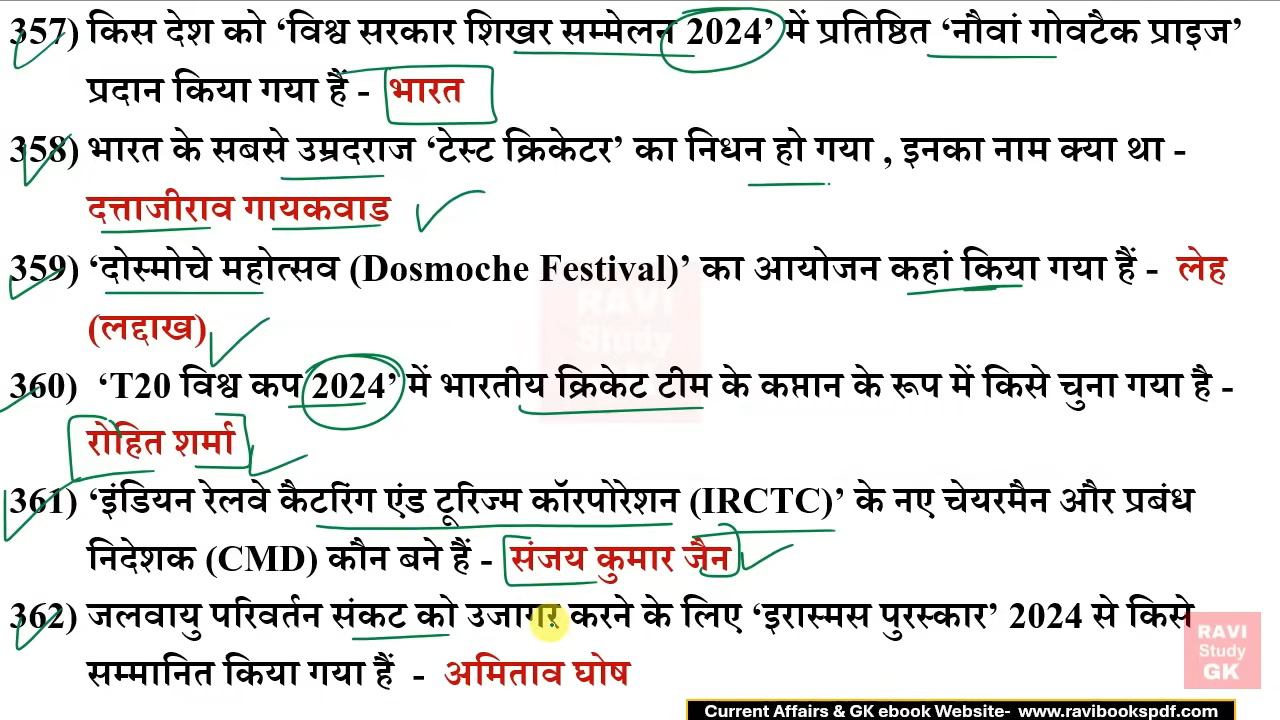 357) किस देश को ‘विश्व सरकार शिखर सम्मेलन 2024’ में प्रतिष्ठित ‘नौवां गोवटैक प्राइज’
प्रदान किया गया हैं - भारत
358) भारत के सबसे उम्रदराज ‘टेस्ट क्रिकेटर’ का निधन हो गया , इनका नाम क्या था -
दत्ताजीराव गायकवाड
359) ‘दोस्मोचे महोत्सव (Dosmoche Festival)’ का आयोजन कहां किया गया हैं - लेह
(लद्दाख)
360) ‘T20 विश्व कप 2024’ में भारतीय क्रिकेट टीम के कप्तान के रूप में किसे चुना गया है -
रोहित शर्मा
361) ‘इंडियन रेलवे कैटरिंग एंड टूरिज्म कॉरपोरेशन (IRCTC)’ के नए चेयरमैन और प्रबंध
निदेशक (CMD) कौन बने हैं - संजय कुमार जैन
362) जलवायु परिवर्तन संकट को उजागर करने के लिए ‘इरास्मस पुरस्कार’ 2024 से किसे
सम्मानित किया गया हैं - अमिताव घोष
RAVI
Study
RAVI
Study
GK
Current Affairs & GK ebook Website- www.ravibookspdf.com